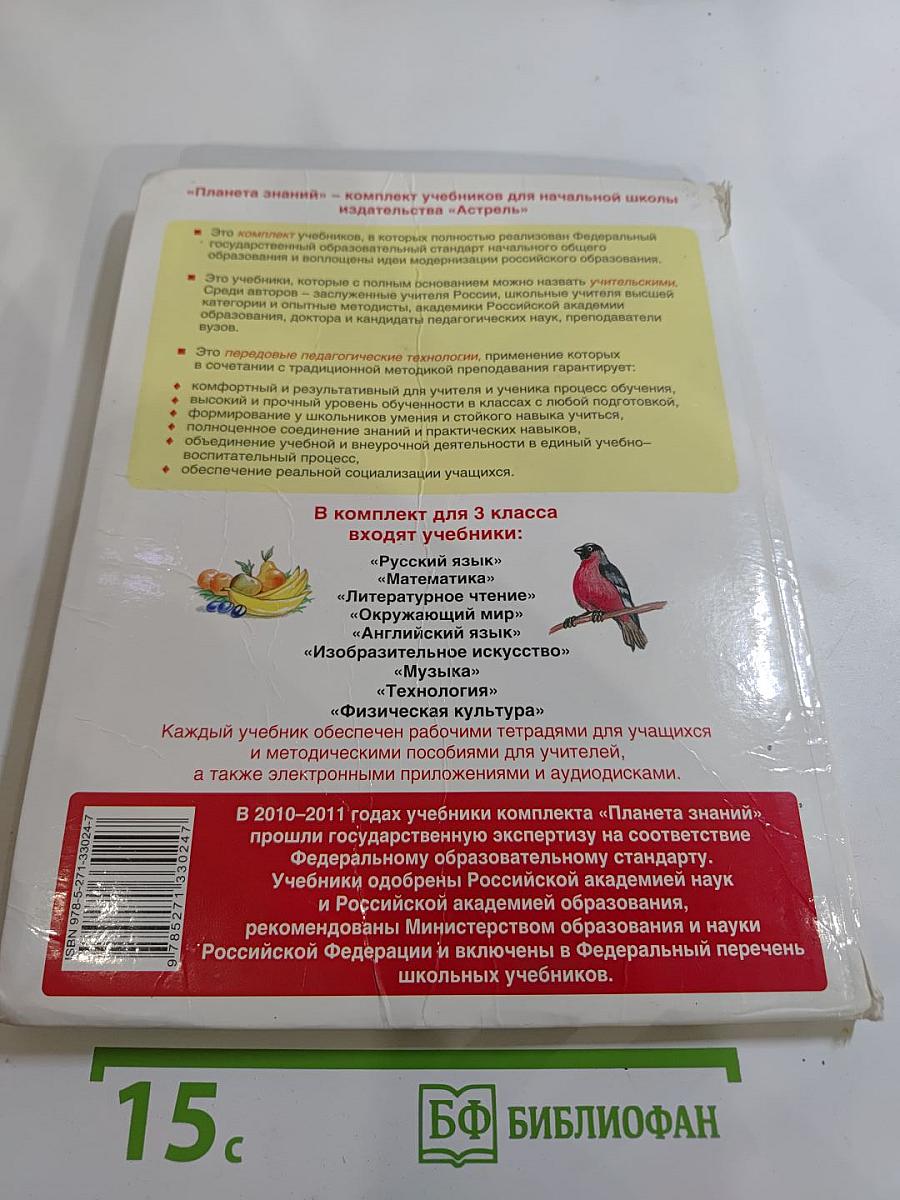 «Планета знаний» – комплект учебников для начальной школы
издательства «Астрель»
Это комплект учебников, в которых полностью реализован Федеральный
государственный образовательный стандарт начального общего
образования и воплощены идеи модернизации российского образования.
Это учебники, которые с полным основанием можно назвать учительскими.
Среди авторов – заслуженные учителя России, школьные учителя высшей
категории и опытные методисты, академики Российской академии
образования, доктора и кандидаты педагогических наук, преподаватели
вузов.
Это передовые педагогические технологии, применение которых
в сочетании с традиционной методикой преподавания гарантирует:
комфортный и результативный для учителя и ученика процесс обучения,
высокий и прочный уровень обученности в классах с любой подготовкой,
формирование у школьников умения и стойкого навыка учиться,
полноценное соединение знаний и практических навыков,
объединение учебной и внеурочной деятельности в единый учебно–
воспитательный процесс,
обеспечение реальной социализации учащихся.
В комплект для 3 класса
входят учебники:
«Русский язык»
«Математика»
«Литературное чтение»
«Окружающий мир»
«Английский язык»
«Изобразительное искусство»
«Музыка»
«Технология»
«Физическая культура»
Каждый учебник обеспечен рабочими тетрадями для учащихся
и методическими пособиями для учителей,
а также электронными приложениями и аудиодисками.
В 2010–2011 годах учебники комплекта «Планета знаний»
прошли государственную экспертизу на соответствие
Федеральному образовательному стандарту.
Учебники одобрены Российской академией наук
и Российской академией образования,
рекомендованы Министерством образования и науки
Российской Федерации и включены в Федеральный перечень
школьных учебников.
ISBN 978-5-271-33024-7
9 785271 330247
15 с
БФ БИБЛИОФАН